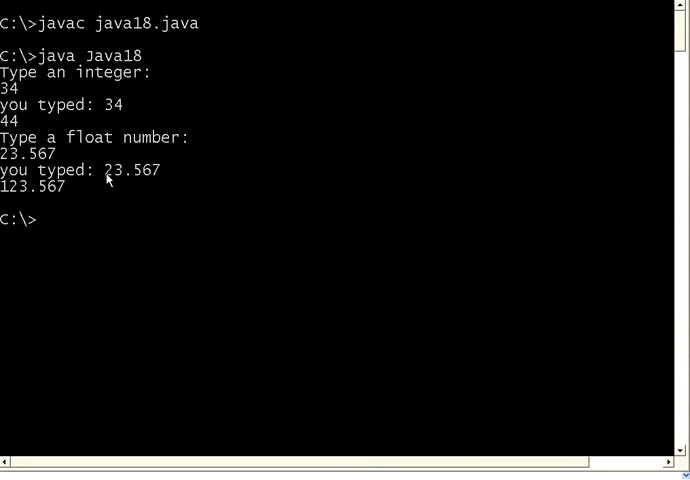 C:\>javac java18.java
C:\>java Java18
Type an integer:
34
you typed: 34
44
Type a float number:
23.567
you typed: 23.567
123.567
C:\>